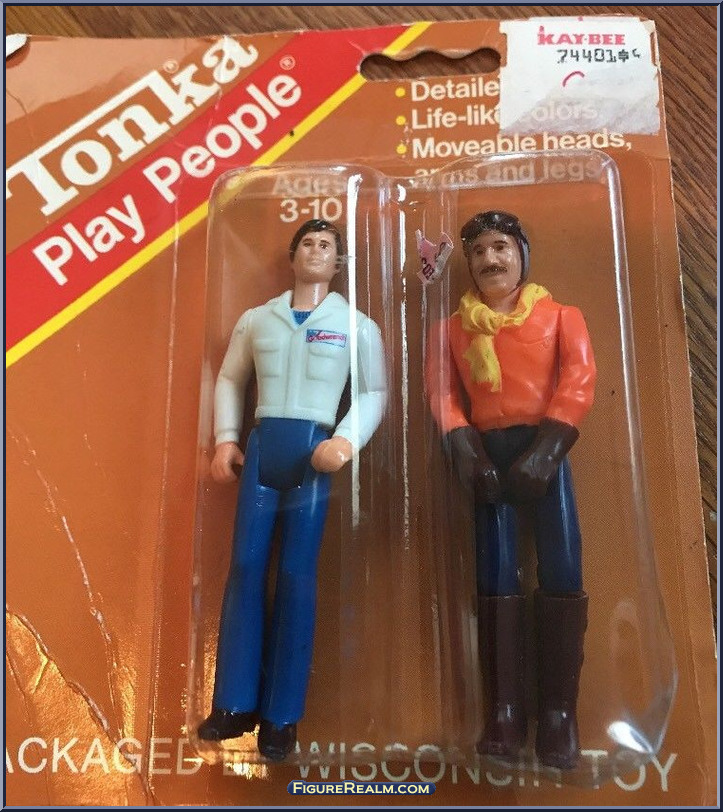 Tonka
Play People®
KAY·BEE
• Detailed
• Life-like colors,
• Moveable heads,
arms and legs
Ages
3-10
PACKAGED BY WISCONSIN TOY
FIGUREREALM.COM